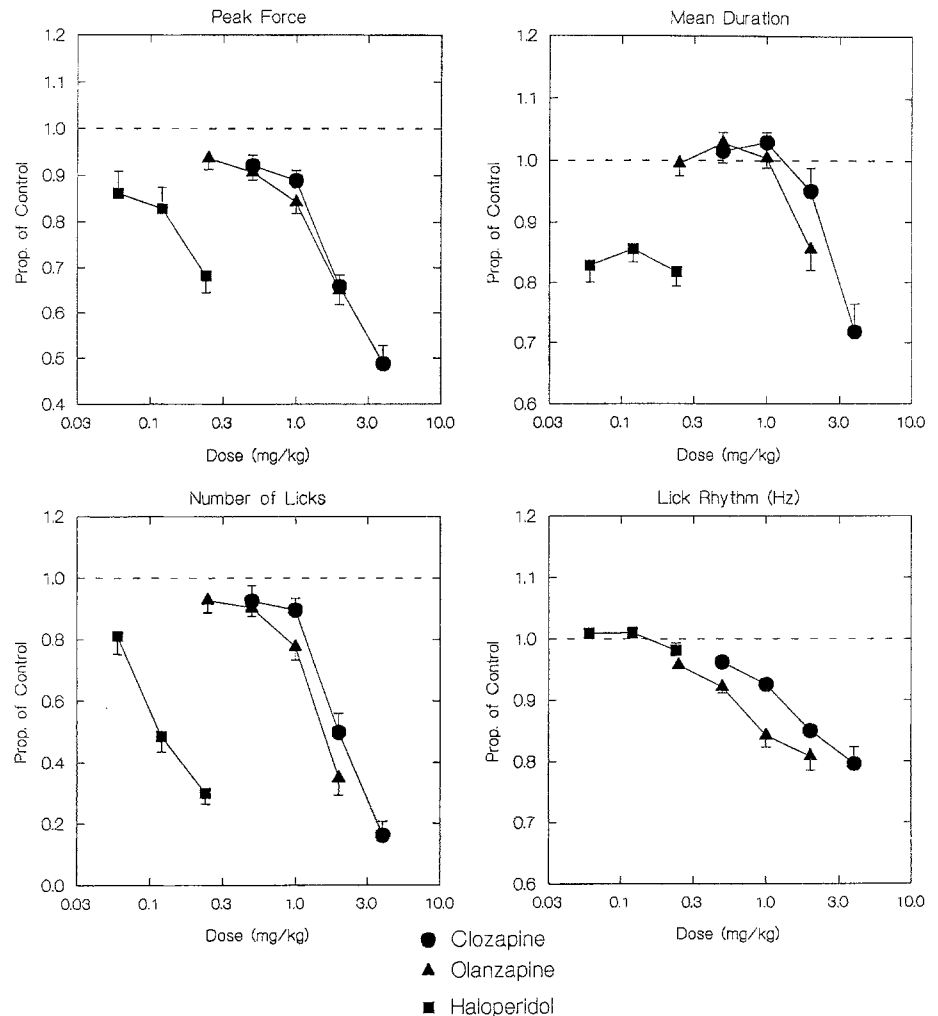 Peak Force
1.2
1.1
1.0
0.9
0.8
0.7
0.6
0.5
0.4
Prop. of Control
0.03 0.1 0.3 1.0 3.0 10.0
Dose (mg/kg)
Mean Duration
1.2
1.1
1.0
0.9
0.8
0.7
0.6
Prop. of Control
0.03 0.1 0.3 1.0 3.0 10.0
Dose (mg/kg)
Number of Licks
1.2
1.0
0.8
0.6
0.4
0.2
0.0
Prop. of Control
0.03 0.1 0.3 1.0 3.0 10.0
Dose (mg/kg)
Lick Rhythm (Hz)
1.2
1.1
1.0
0.9
0.8
0.7
0.6
Prop. of Control
0.03 0.1 0.3 1.0 3.0 10.0
Dose (mg/kg)
Clozapine
Olanzapine
Haloperidol